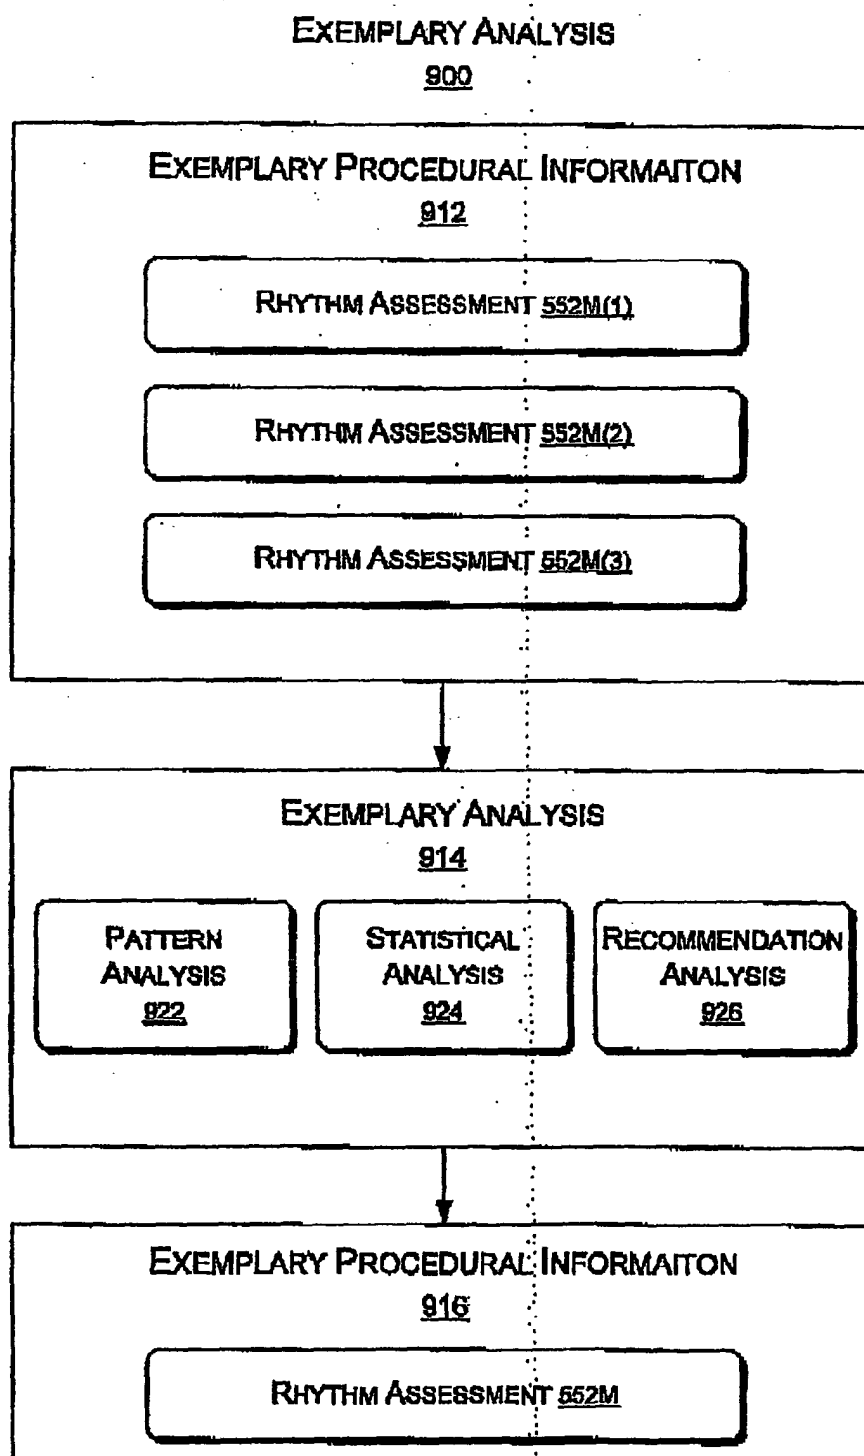 EXEMPLARY ANALYSIS
900
EXEMPLARY PROCEDURAL INFORMAITON
912
RHYTHM ASSESSMENT 552M(1)
RHYTHM ASSESSMENT 552M(2)
RHYTHM ASSESSMENT 552M(3)
EXEMPLARY ANALYSIS
914
PATTERN
ANALYSIS
922
STATISTICAL
ANALYSIS
924
RECOMMENDATION
ANALYSIS
926
EXEMPLARY PROCEDURAL INFORMAITON
916
RHYTHM ASSESSMENT 552M